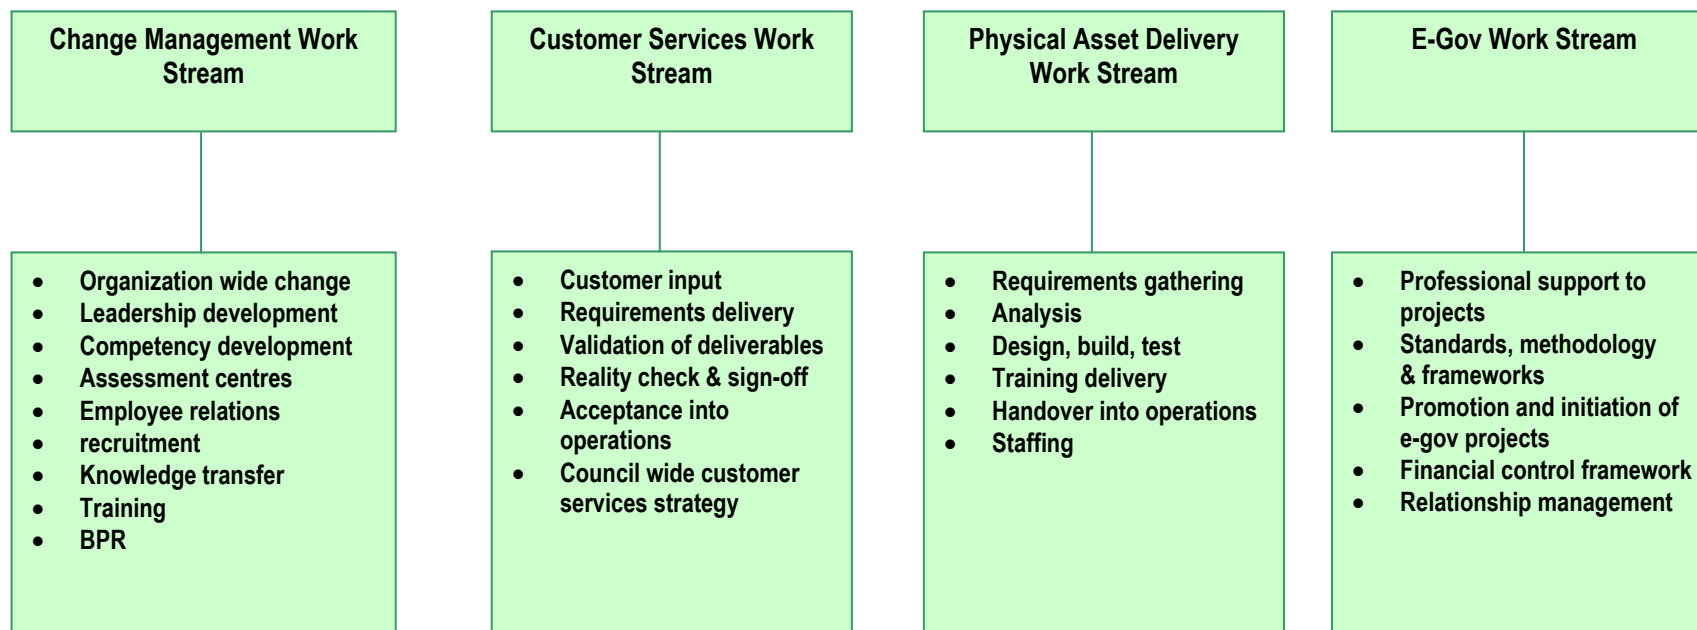 Change Management Work
Stream
Customer Services Work
Stream
Physical Asset Delivery
Work Stream
E-Gov Work Stream
• Organization wide change
• Leadership development
• Competency development
• Assessment centres
• Employee relations
• recruitment
• Knowledge transfer
• Training
• BPR
• Customer input
• Requirements delivery
• Validation of deliverables
• Reality check & sign-off
• Acceptance into
operations
• Council wide customer
services strategy
• Requirements gathering
• Analysis
• Design, build, test
• Training delivery
• Handover into operations
• Staffing
• Professional support to
projects
• Standards, methodology
& frameworks
• Promotion and initiation of
e-gov projects
• Financial control framework
• Relationship management